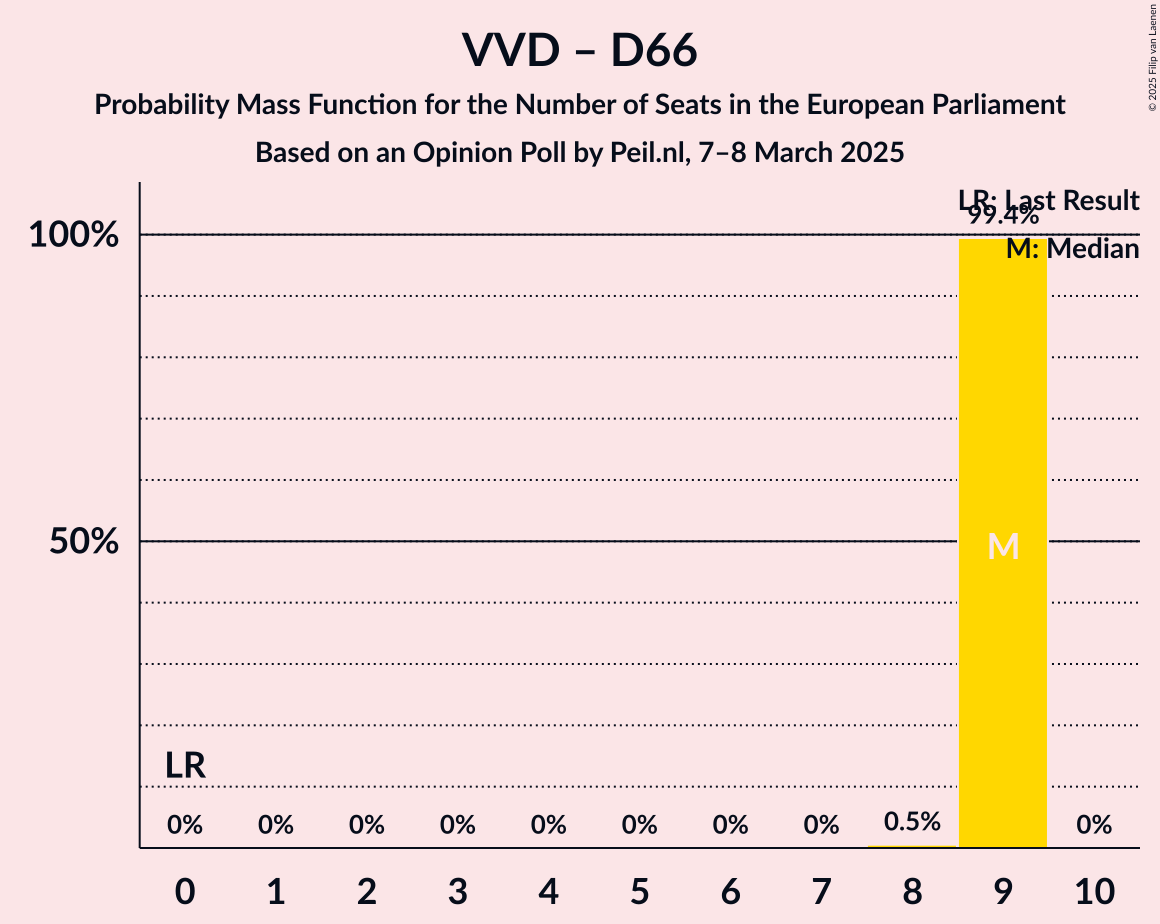 VVD – D66
Probability Mass Function for the Number of Seats in the European Parliament
Based on an Opinion Poll by Peil.nl, 7–8 March 2025
© 2025 Filip van Laenen
LR: Last Result
99.4%
M: Median
100%
50%
M
LR
0% 0% 0% 0% 0% 0% 0% 0% 0.5% 0%
0 1 2 3 4 5 6 7 8 9 10